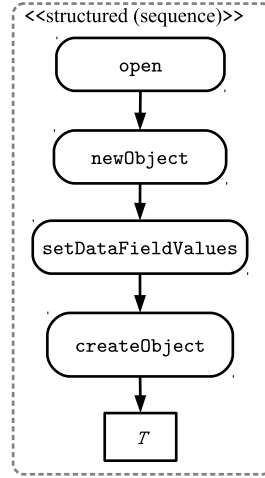 <<structured (sequence)>>
open
newObject
setDataFieldValues
createObject
T